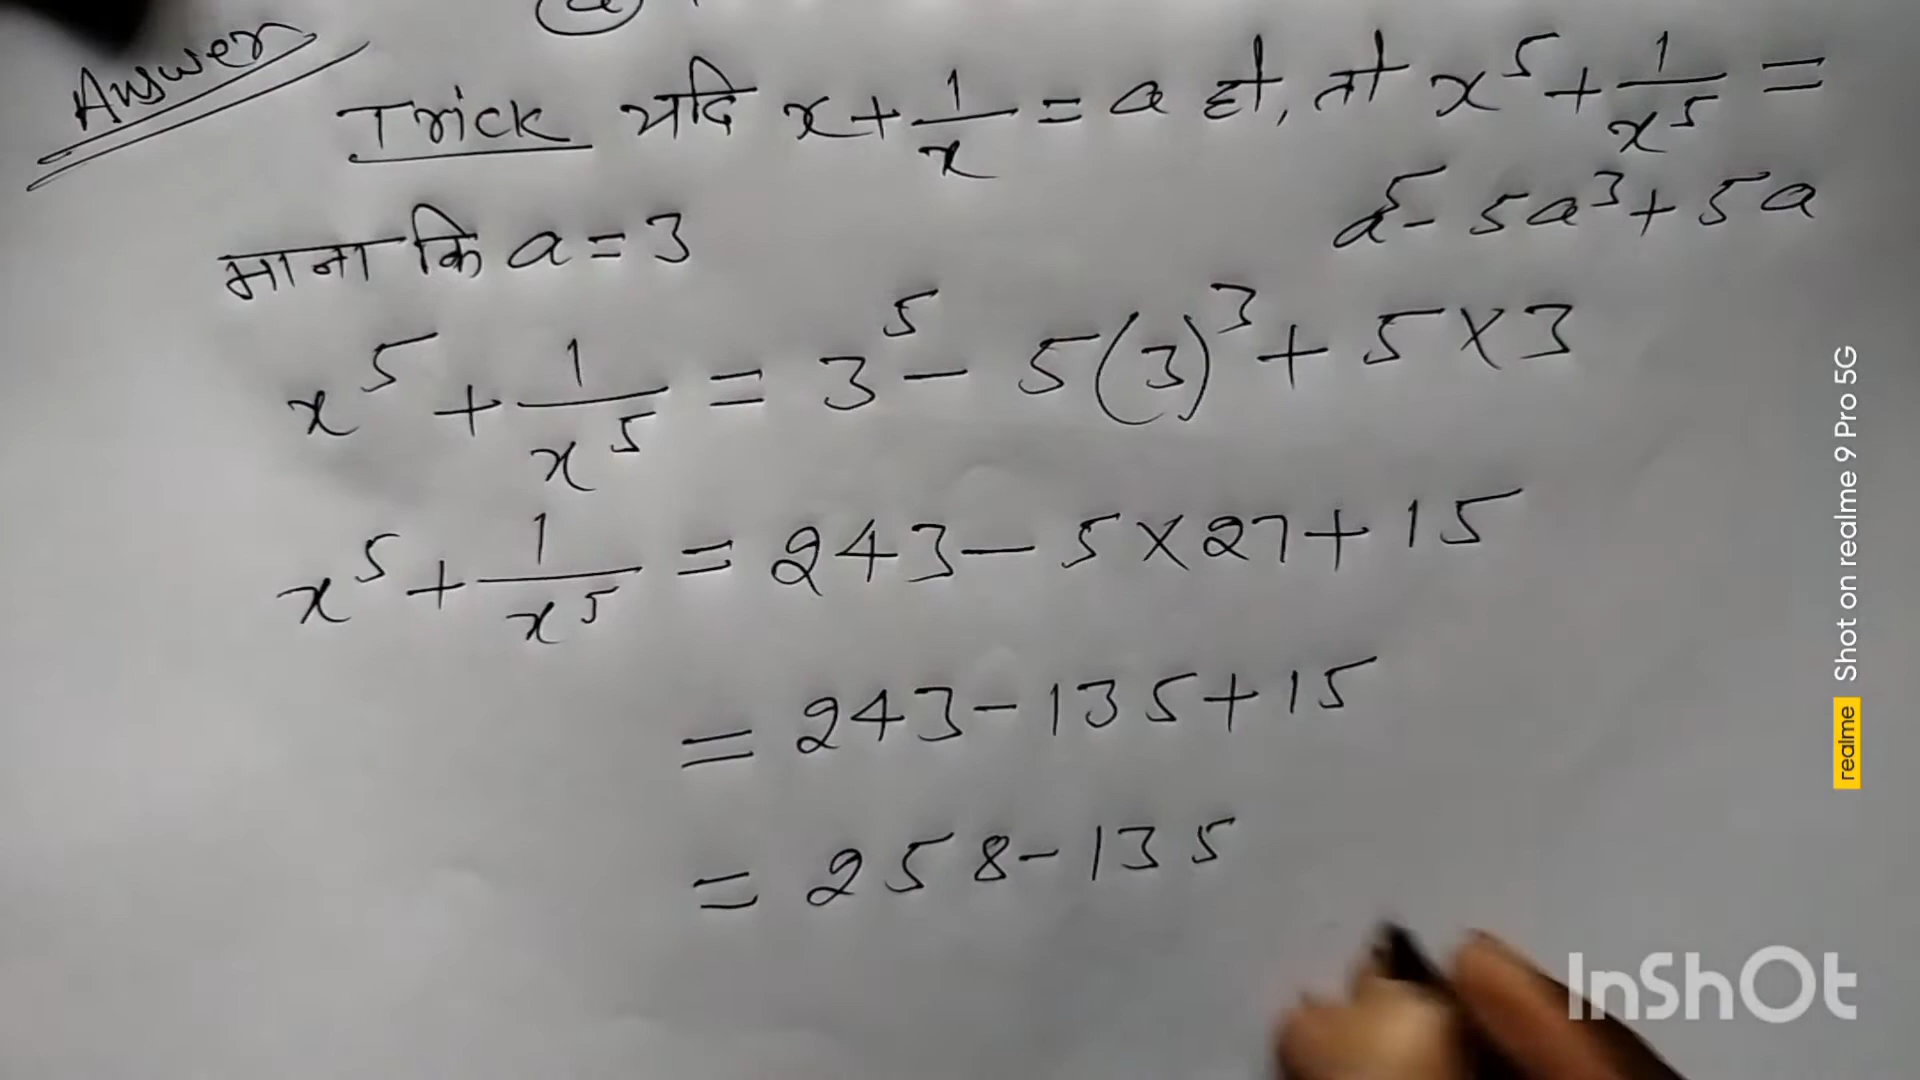 Answer
Trick यदि x + 1/x = a हो, तो x⁵ + 1/x⁵ =
a⁵ - 5a³ + 5a
माना कि a = 3
x⁵ + 1/x⁵ = 3⁵ - 5(3)³ + 5 × 3
x⁵ + 1/x⁵ = 243 - 5 × 27 + 15
= 243 - 135 + 15
= 258 - 135
realme Shot on realme 9 Pro 5G
InShOt